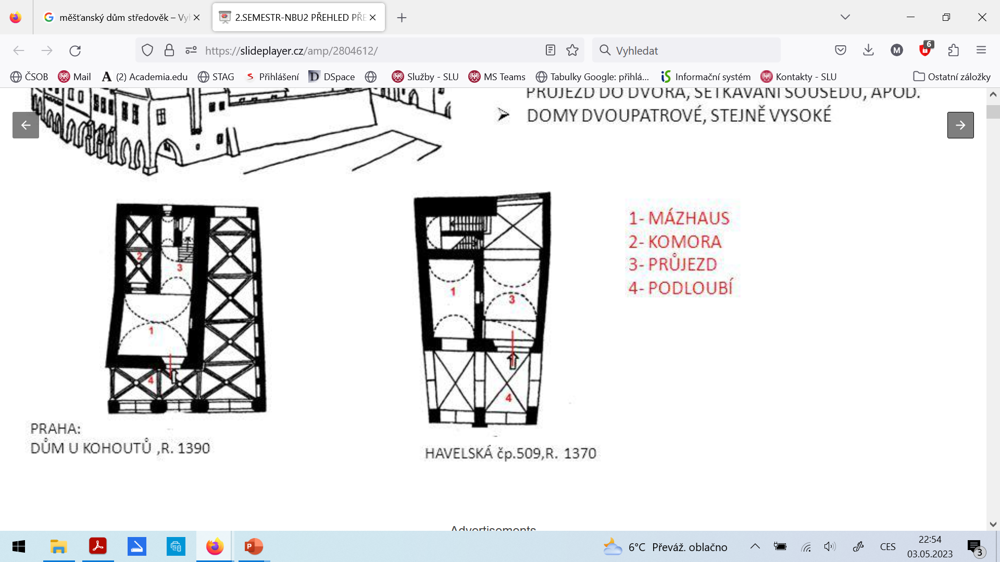 měšťanský dům středověk – Vyl
2.SEMESTR-NBU2 PŘEHLED PŘE
https://slideplayer.cz/amp/2804612/
Vyhledat
M
6
ČSOB
Mail
(2) Academia.edu
STAG
Přihlášení
DSpace
Služby - SLU
MS Teams
Tabulky Google: přihlá...
Informační systém
Kontakty - SLU
Ostatní záložky
PRŮJEZD DO DVORA, SETKÁVÁNÍ SOUSEDŮ, APOD.
DOMY DVOUPATROVÉ, STEJNĚ VYSOKÉ
2
3
1
4
1
3
4
1- MÁZHAUS
2- KOMORA
3- PRŮJEZD
4- PODLOUBÍ
PRAHA:
DŮM U KOHOUTŮ ,R. 1390
HAVELSKÁ čp.509,R. 1370
Advertisements
6°C Převáž. oblačno
CES
22:54
03.05.2023
3